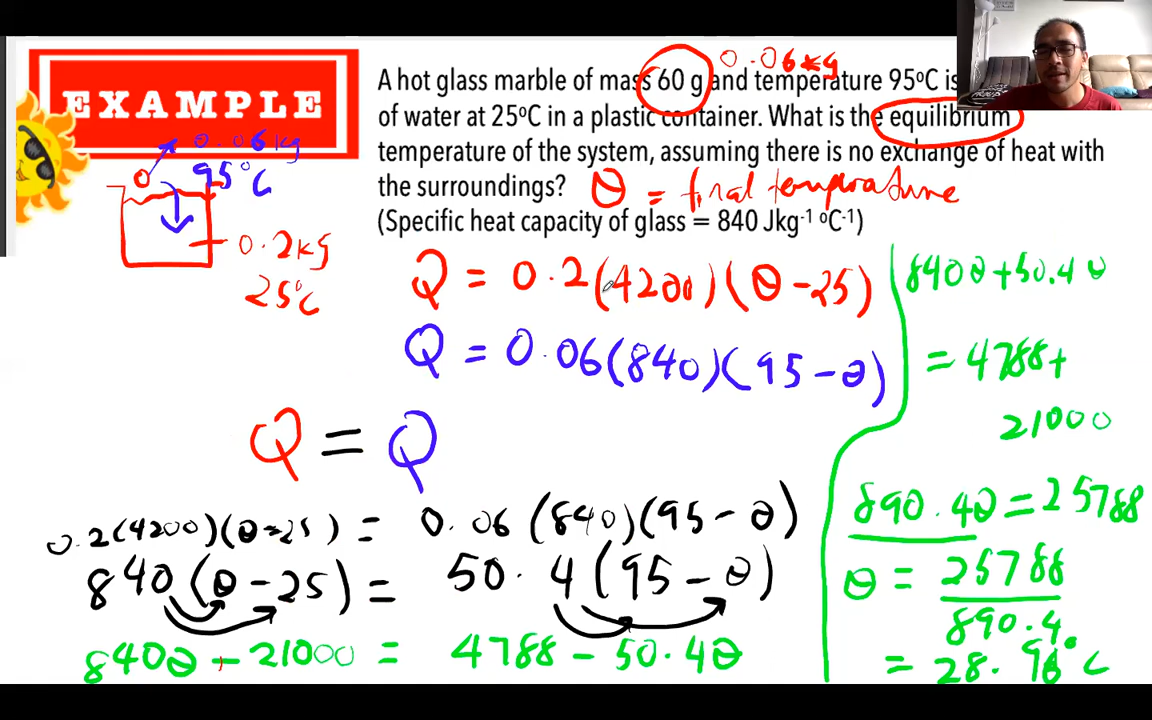 EXAMPLE
A hot glass marble of mass 60 g and temperature 95°C is
of water at 25°C in a plastic container. What is the equilibrium
temperature of the system, assuming there is no exchange of heat with
the surroundings?
(Specific heat capacity of glass = 840 Jkg⁻¹ °C⁻¹)
0.06kg
θ = final temperature
0.06kg
95°C
0.2kg
25°C
Q = 0.2(4200)(θ-25)
Q = 0.06(840)(95-θ)
Q = Q
0.2(4200)(θ-25) = 0.06(840)(95-θ)
840(θ-25) = 50.4(95-θ)
840θ-21000 = 4788-50.4θ
840θ+50.4θ
= 4788+
21000
890.4θ=25788
θ = 25788
890.4
= 28.96°C